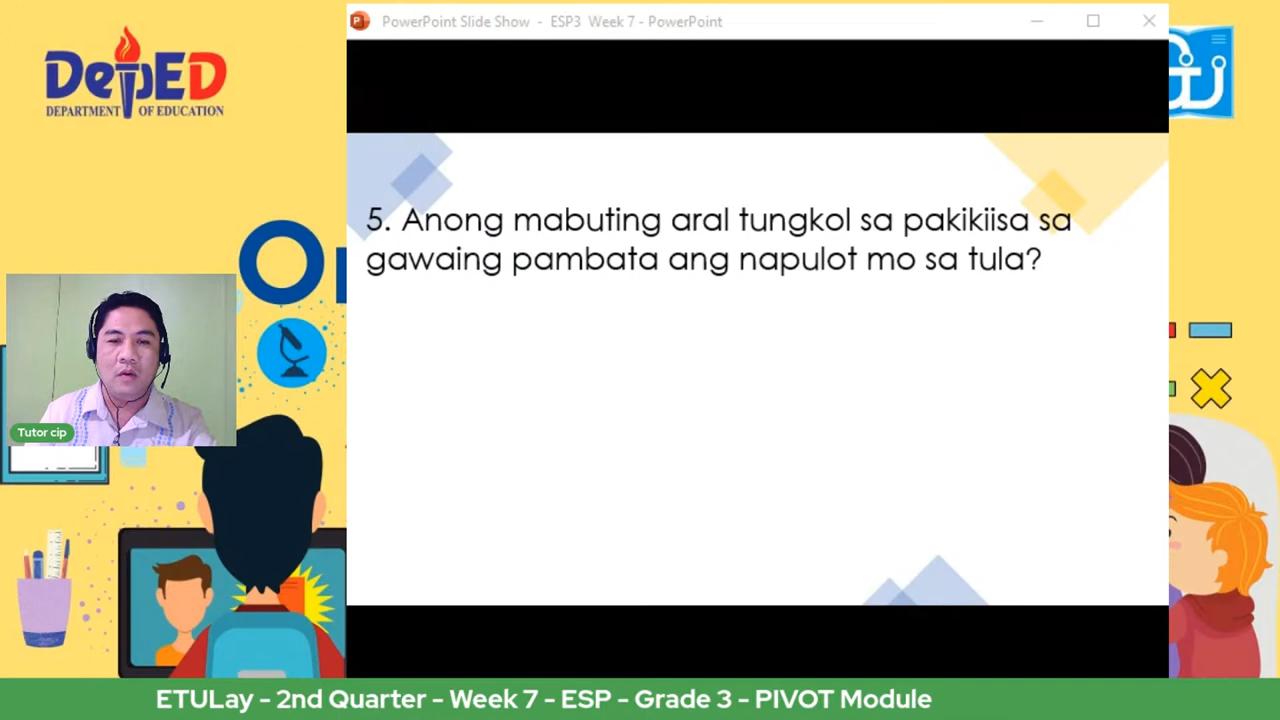 PowerPoint Slide Show - ESP3 Week 7 - PowerPoint
DepED
DEPARTMENT OF EDUCATION
5. Anong mabuting aral tungkol sa pakikiisa sa
gawaing pambata ang napulot mo sa tula?
Tutor cip
ETULay - 2nd Quarter - Week 7 - ESP - Grade 3 - PIVOT Module